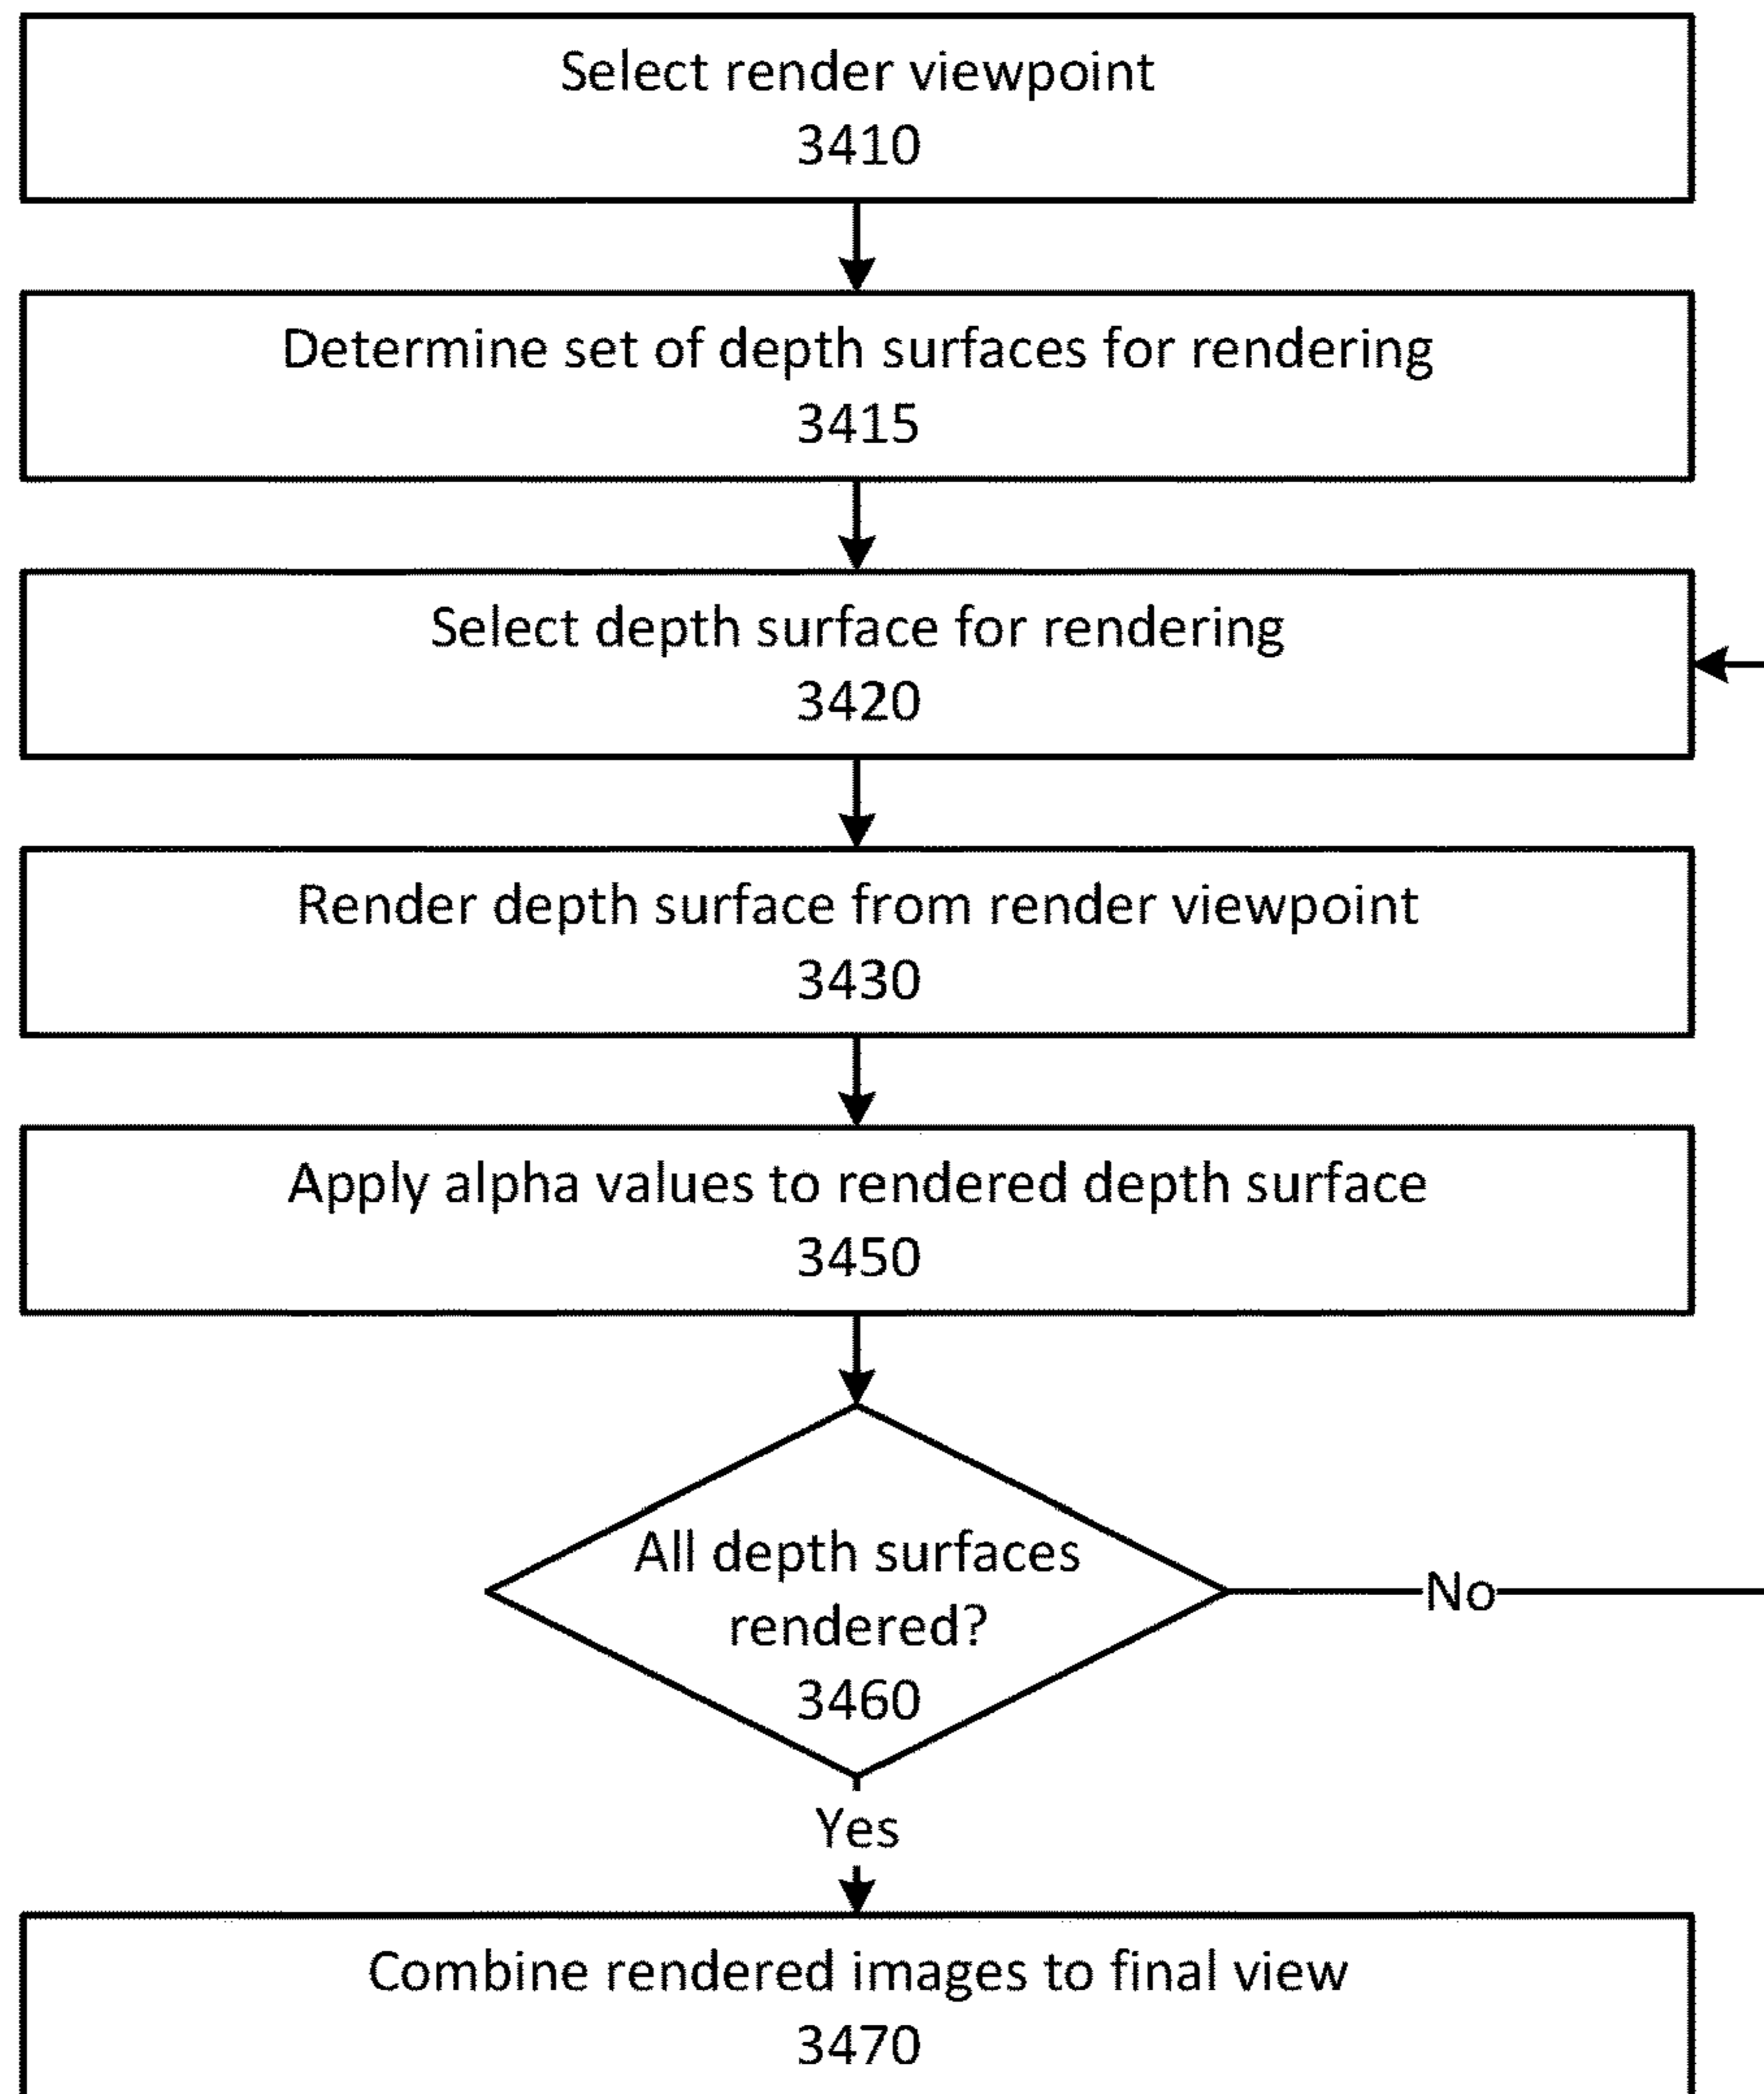 Select render viewpoint
3410
Determine set of depth surfaces for rendering
3415
Select depth surface for rendering
3420
Render depth surface from render viewpoint
3430
Apply alpha values to rendered depth surface
3450
All depth surfaces
rendered?
3460
No
Yes
Combine rendered images to final view
3470